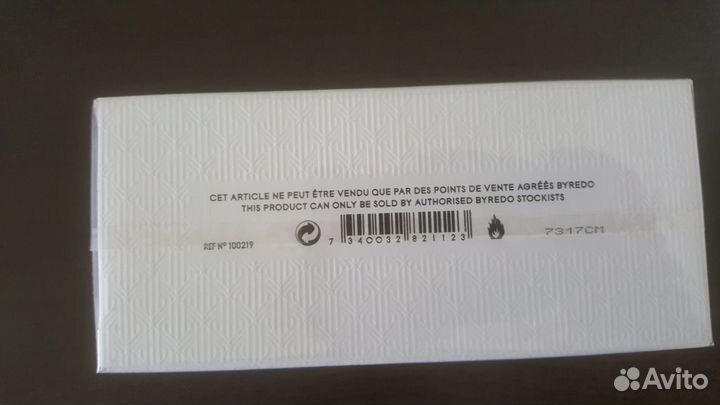 CET ARTICLE NE PEUT ÊTRE VENDU QUE PAR DES POINTS DE VENTE AGRÉÉS BYREDO
THIS PRODUCT CAN ONLY BE SOLD BY AUTHORISED BYREDO STOCKISTS
REF Nº 100219
7 340032 821123
7317CM
Avito